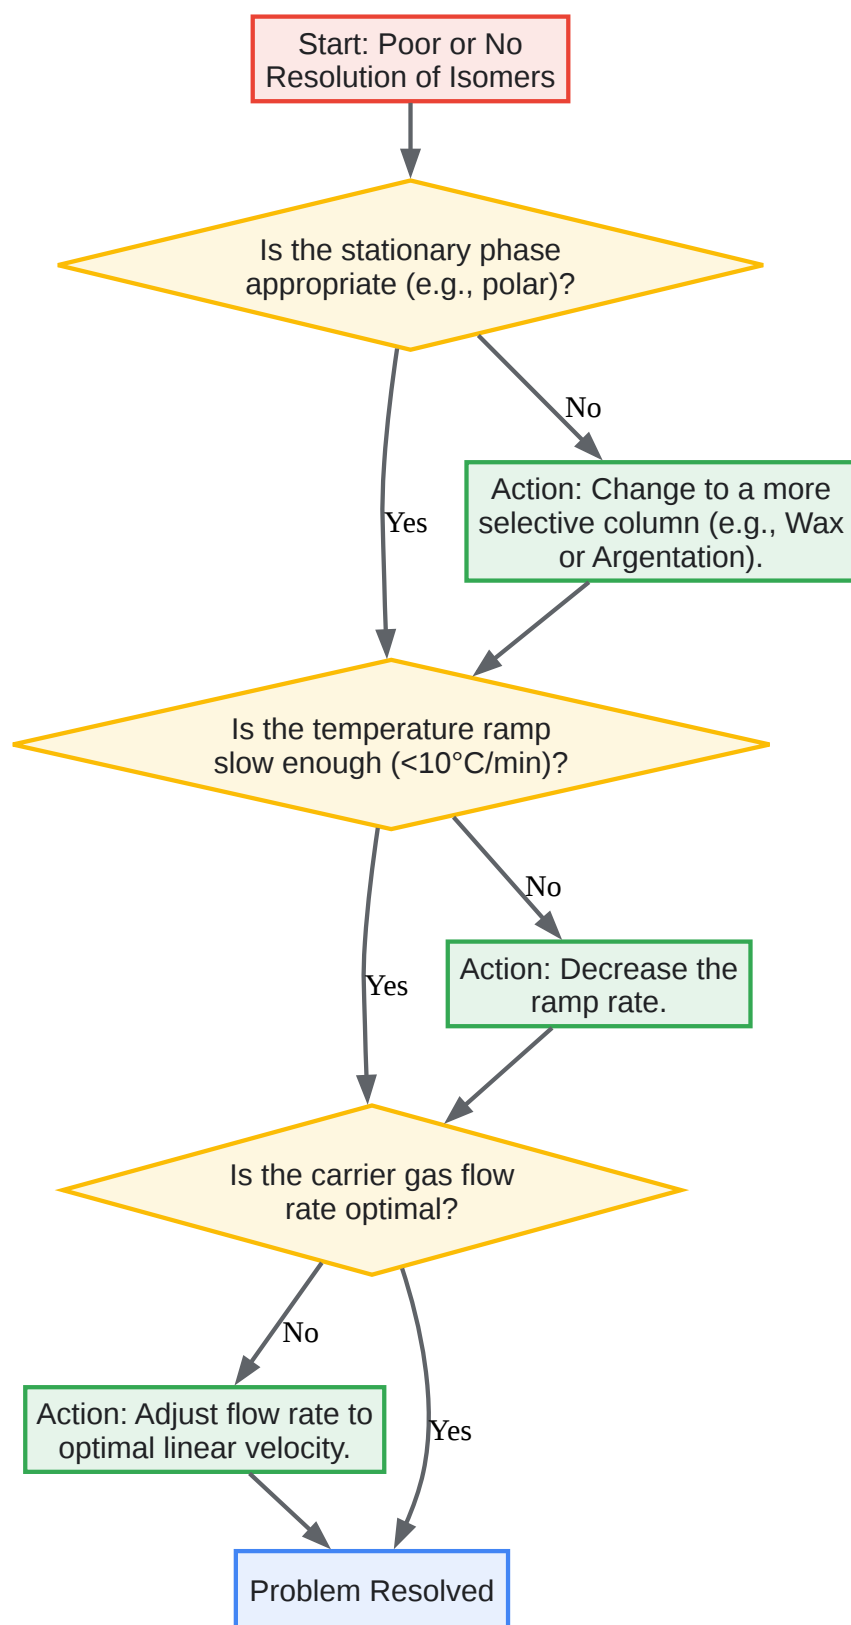 Start: Poor or No
Resolution of Isomers
Is the stationary phase
appropriate (e.g., polar)?
No
Action: Change to a more
selective column (e.g., Wax
or Argentation).
Yes
Is the temperature ramp
slow enough (<10°C/min)?
No
Action: Decrease the
ramp rate.
Yes
Is the carrier gas flow
rate optimal?
No
Action: Adjust flow rate to
optimal linear velocity.
Yes
Problem Resolved